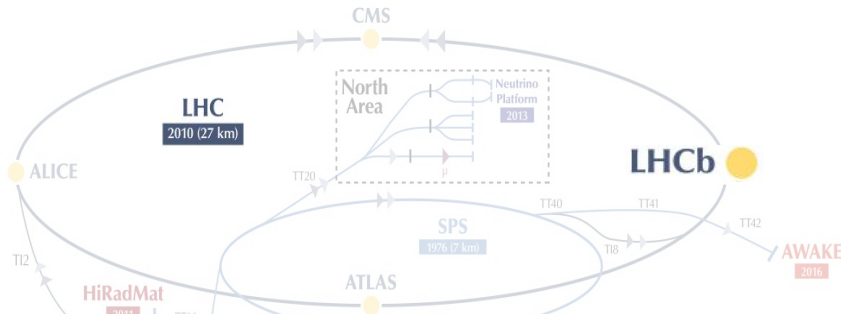 CMS
North
Area
Neutrino
Platform
2013
LHC
2010 (27 km)
LHCb
ALICE
TT20
μ
TT40
TT41
SPS
1976 (7 km)
TT42
TI8
AWAKE
2016
TI2
ATLAS
HiRadMat
2011